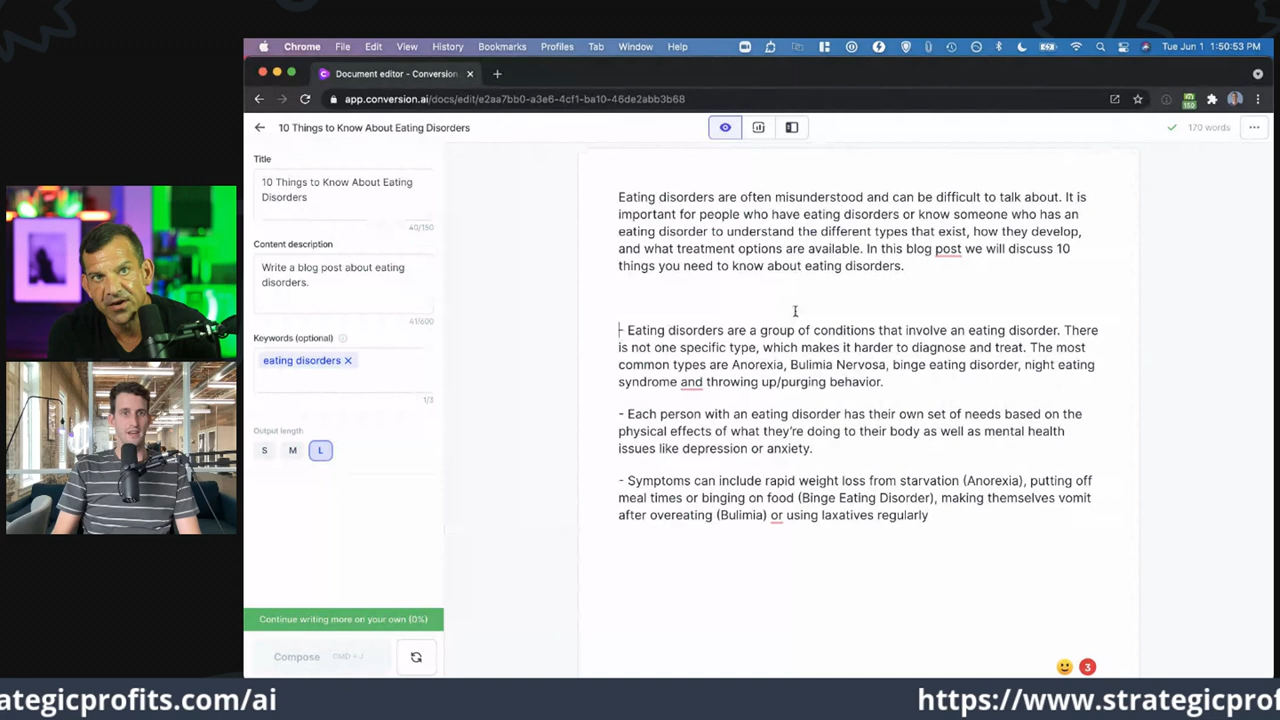 Chrome File Edit View History Bookmarks Profiles Tab Window Help
Tue Jun 1 1:50:53 PM
Document editor - Conversion.
app.conversion.ai/docs/edit/e2aa7bb0-a3e6-4cf1-ba10-46de2abb3b68
150
10 Things to Know About Eating Disorders
170 words
Title
10 Things to Know About Eating
Disorders
40/150
Content description
Write a blog post about eating
disorders.
41/600
Keywords (optional)
eating disorders
1/3
Output length
S M L
Continue writing more on your own (0%)
Compose CMD + J
Eating disorders are often misunderstood and can be difficult to talk about. It is
important for people who have eating disorders or know someone who has an
eating disorder to understand the different types that exist, how they develop,
and what treatment options are available. In this blog post we will discuss 10
things you need to know about eating disorders.
- Eating disorders are a group of conditions that involve an eating disorder. There
is not one specific type, which makes it harder to diagnose and treat. The most
common types are Anorexia, Bulimia Nervosa, binge eating disorder, night eating
syndrome and throwing up/purging behavior.
- Each person with an eating disorder has their own set of needs based on the
physical effects of what they're doing to their body as well as mental health
issues like depression or anxiety.
- Symptoms can include rapid weight loss from starvation (Anorexia), putting off
meal times or binging on food (Binge Eating Disorder), making themselves vomit
after overeating (Bulimia) or using laxatives regularly
3
ategicprofits.com/ai
https://www.strategicprof